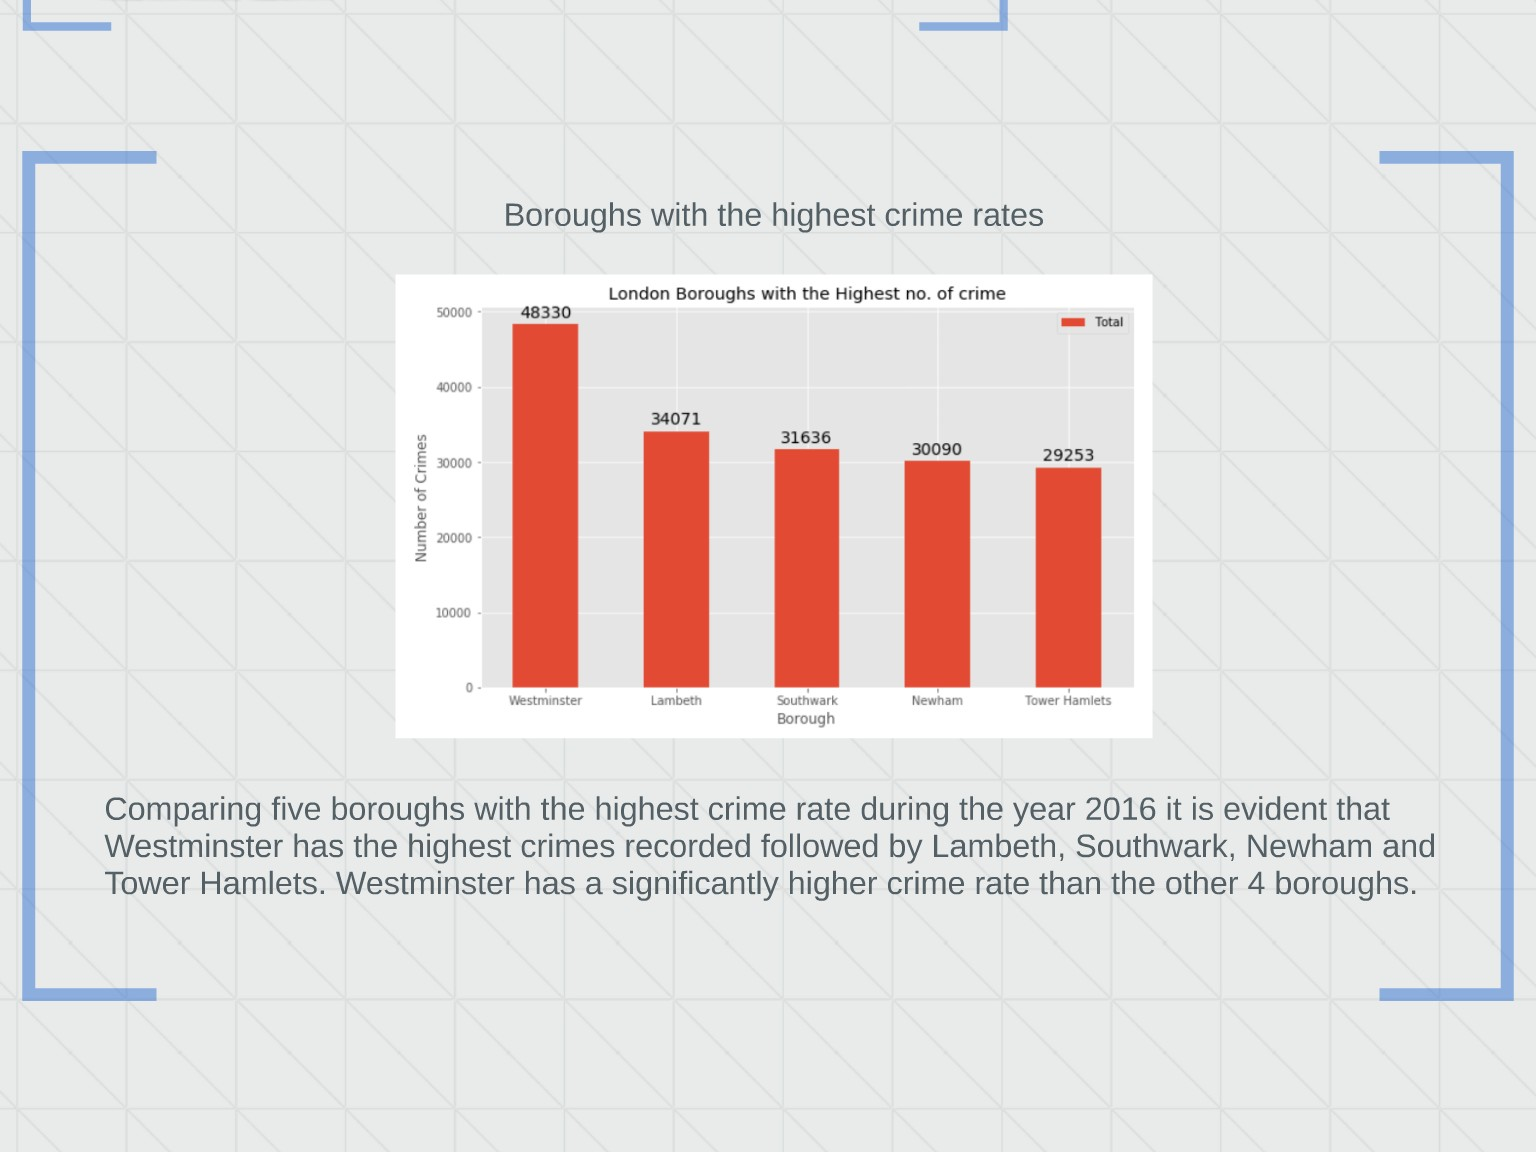 Boroughs with the highest crime rates
London Boroughs with the Highest no. of crime
Total
50000
40000
30000
20000
10000
0
Number of Crimes
48330
34071
31636
30090
29253
Westminster
Lambeth
Southwark
Newham
Tower Hamlets
Borough
Comparing five boroughs with the highest crime rate during the year 2016 it is evident that
Westminster has the highest crimes recorded followed by Lambeth, Southwark, Newham and
Tower Hamlets. Westminster has a significantly higher crime rate than the other 4 boroughs.